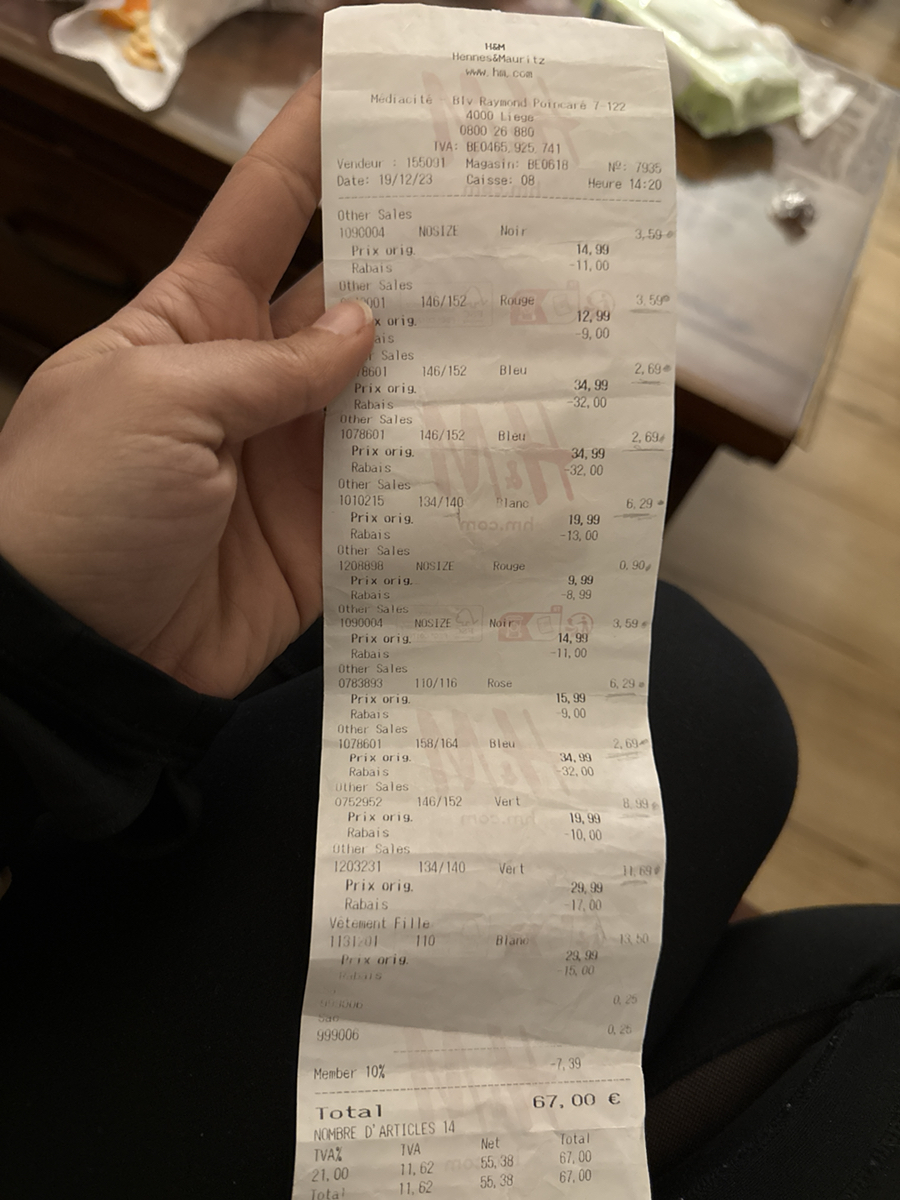 H&M
Hennes&Mauritz
www.hm.com
Médiacité - Blv Raymond Poincaré 7-122
4000 Liege
0800 26 880
TVA: BE0465.925.741
Vendeur : 155091 Magasin: BE0618 Nº: 7935
Date: 19/12/23 Caisse: 08 Heure 14:20
Other Sales
1090004 NOSIZE Noir 3,59
Prix orig. 14,99
Rabais -11,00
Other Sales
001 146/152 Rouge 3,59
x orig. 12,99
ais -9,00
r Sales
78601 146/152 Bleu 2,69
Prix orig. 34,99
Rabais -32,00
Other Sales
1078601 146/152 Bleu 2,69
Prix orig. 34,99
Rabais -32,00
Other Sales
1010215 134/140 Blanc 6,29
Prix orig. 19,99
Rabais -13,00
Other Sales
1208898 NOSIZE Rouge 0,90
Prix orig. 9,99
Rabais -8,99
Other Sales
1090004 NOSIZE Noir 3,59
Prix orig. 14,99
Rabais -11,00
Other Sales
0783893 110/116 Rose 6,29
Prix orig. 15,99
Rabais -9,00
Other Sales
1078601 158/164 Bleu 2,69
Prix orig. 34,99
Rabais -32,00
Other Sales
0752952 146/152 Vert 8,99
Prix orig. 19,99
Rabais -10,00
Other Sales
1203231 134/140 Vert 11,69
Prix orig. 29,99
Rabais -17,00
Vêtement Fille
1131201 110 Blanc 13,50
Prix orig. 29,99
Rabais -15,00
0,25
Sac
999006 0,25
Member 10% -7,39
Total 67,00 €
NOMBRE D'ARTICLES 14
TVA% TVA Net Total
21,00 11,62 55,38 67,00
Total 11,62 55,38 67,00